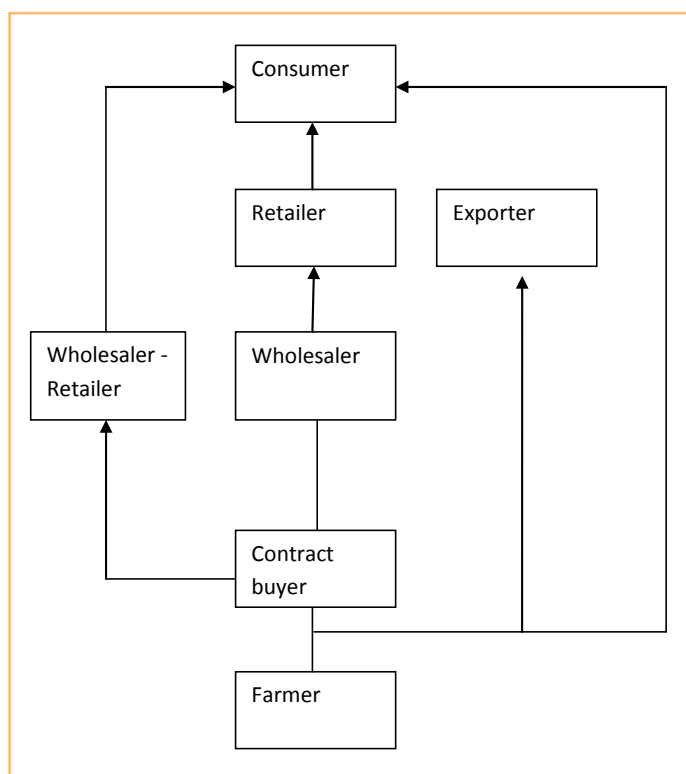 Consumer
Retailer
Exporter
Wholesaler -
Retailer
Wholesaler
Contract
buyer
Farmer